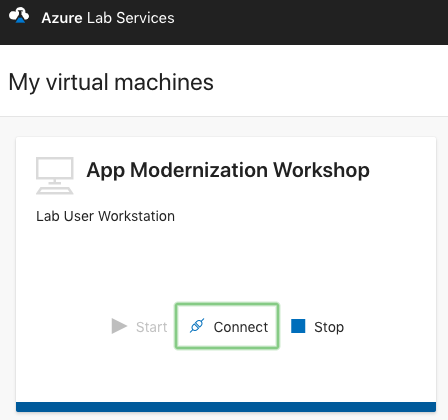 Azure Lab Services
My virtual machines
App Modernization Workshop
Lab User Workstation
Start Connect Stop